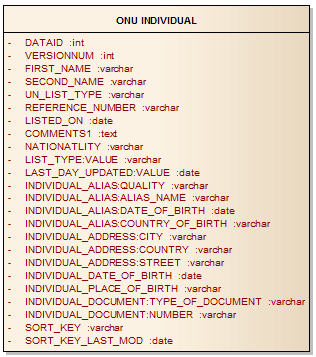 ONU INDIVIDUAL
- DATAID :int
- VERSIONNUM :int
- FIRST_NAME :varchar
- SECOND_NAME :varchar
- UN_LIST_TYPE :varchar
- REFERENCE_NUMBER :varchar
- LISTED_ON :date
- COMMENTS1 :text
- NATIONATLITY :varchar
- LIST_TYPE:VALUE :varchar
- LAST_DAY_UPDATED:VALUE :date
- INDIVIDUAL_ALIAS:QUALITY :varchar
- INDIVIDUAL_ALIAS:ALIAS_NAME :varchar
- INDIVIDUAL_ALIAS:DATE_OF_BIRTH :date
- INDIVIDUAL_ALIAS:COUNTRY_OF_BIRTH :varchar
- INDIVIDUAL_ADDRESS:CITY :varchar
- INDIVIDUAL_ADDRESS:COUNTRY :varchar
- INDIVIDUAL_ADDRESS:STREET :varchar
- INDIVIDUAL_DATE_OF_BIRTH :date
- INDIVIDUAL_PLACE_OF_BIRTH :varchar
- INDIVIDUAL_DOCUMENT:TYPE_OF_DOCUMENT :varchar
- INDIVIDUAL_DOCUMENT:NUMBER :varchar
- SORT_KEY :varchar
- SORT_KEY_LAST_MOD :date